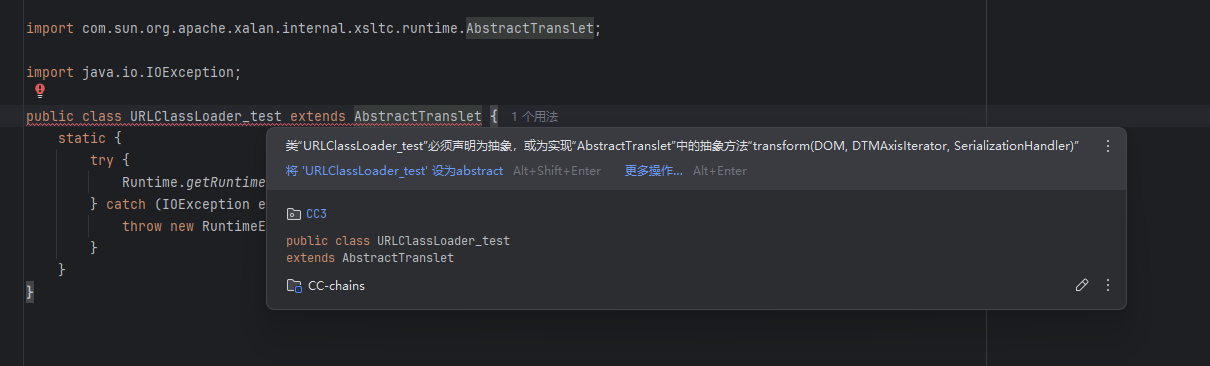 import com.sun.org.apache.xalan.internal.xsltc.runtime.AbstractTranslet;
import java.io.IOException;
public class URLClassLoader_test extends AbstractTranslet { 1 个用法
static {
try {
Runtime.getRuntime
} catch (IOException e
throw new RuntimeE
}
}
}
类“URLClassLoader_test”必须声明为抽象，或为实现“AbstractTranslet”中的抽象方法“transform(DOM, DTMAxisIterator, SerializationHandler)”
将 'URLClassLoader_test' 设为abstract Alt+Shift+Enter 更多操作... Alt+Enter
CC3
public class URLClassLoader_test
extends AbstractTranslet
CC-chains